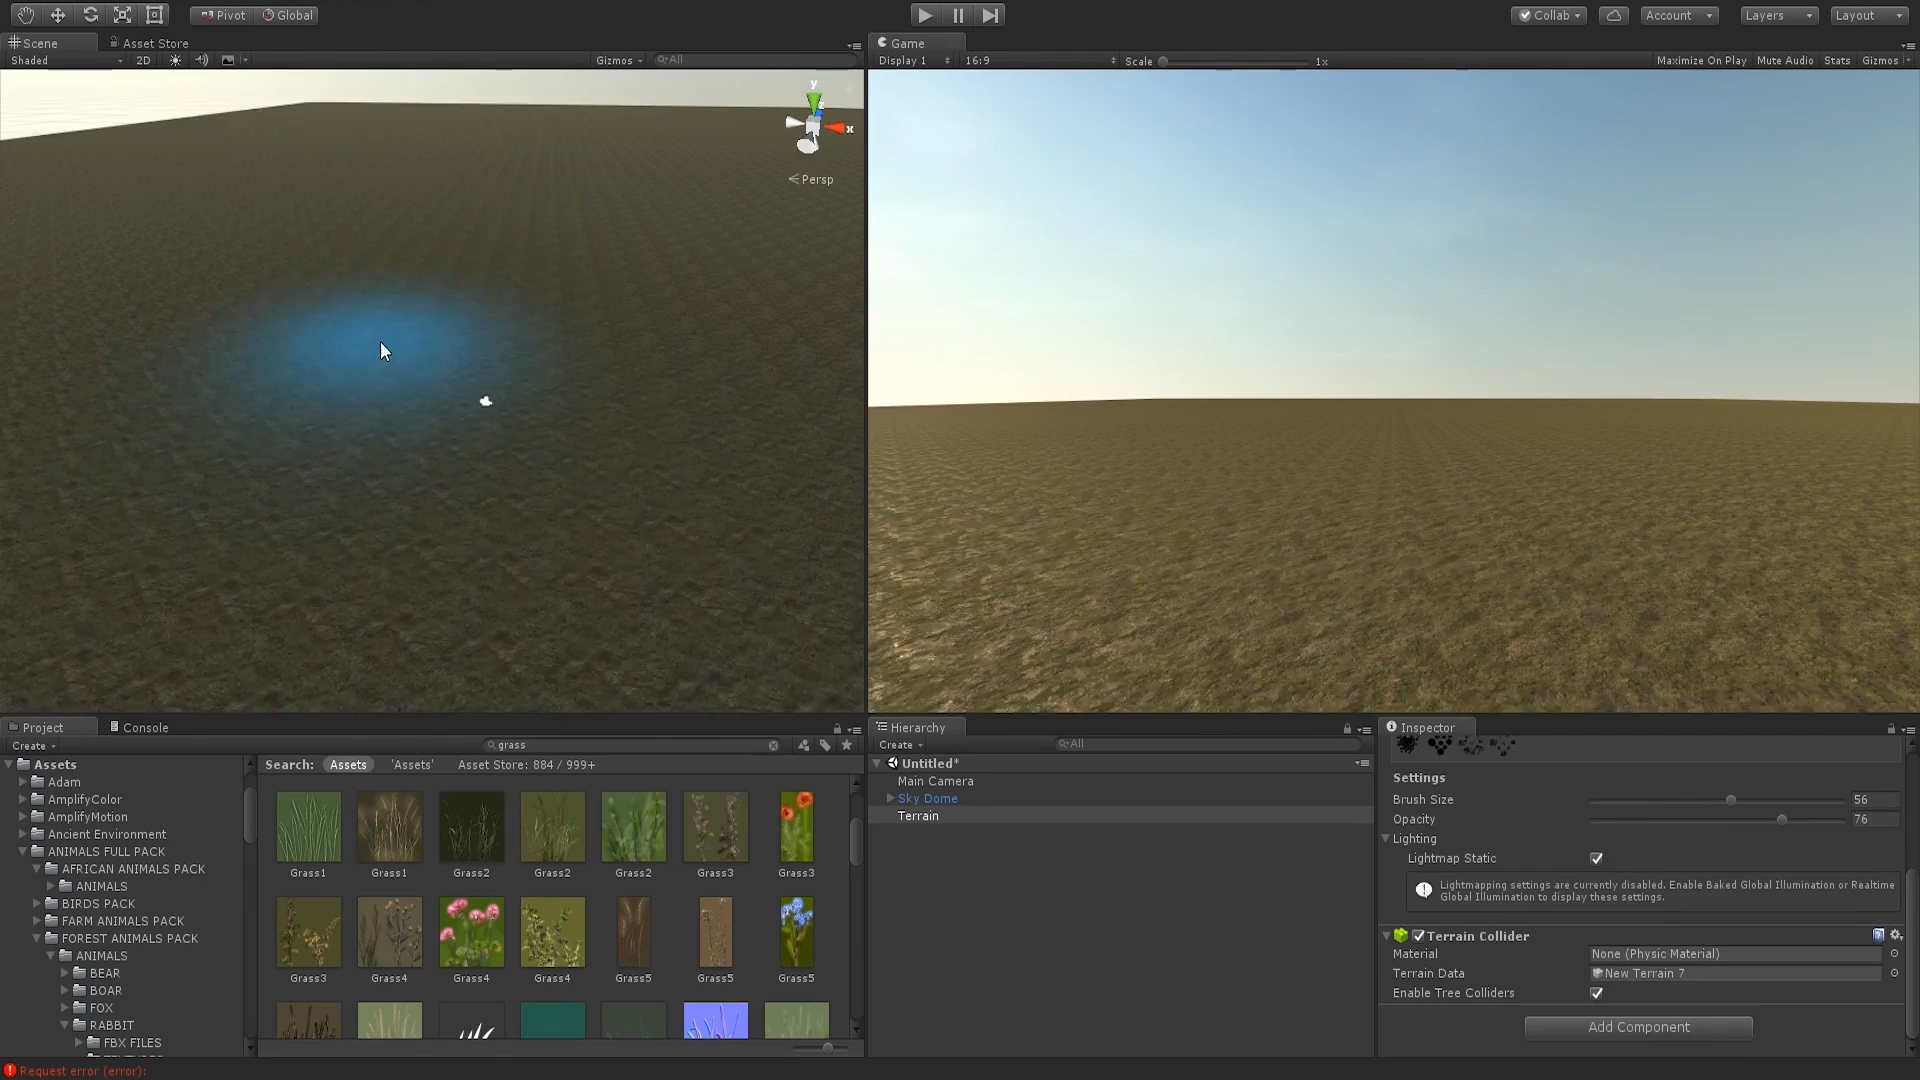 Pivot Global Collab Account Layers Layout
Scene Asset Store
Shaded 2D Gizmos All
y
x
Persp
Game
Display 1 16:9 Scale 1x Maximize On Play Mute Audio Stats Gizmos
Project Console
Create grass
Assets
Adam
AmplifyColor
AmplifyMotion
Ancient Environment
ANIMALS FULL PACK
AFRICAN ANIMALS PACK
ANIMALS
BIRDS PACK
FARM ANIMALS PACK
FOREST ANIMALS PACK
ANIMALS
BEAR
BOAR
FOX
RABBIT
FBX FILES
Search: Assets 'Assets' Asset Store: 884 / 999+
Grass1 Grass1 Grass2 Grass2 Grass2 Grass3 Grass3
Grass3 Grass4 Grass4 Grass4 Grass5 Grass5 Grass5
Hierarchy
Create All
Untitled*
Main Camera
Sky Dome
Terrain
Inspector
Settings
Brush Size 56
Opacity 76
Lighting
Lightmap Static
Lightmapping settings are currently disabled. Enable Baked Global Illumination or Realtime
Global Illumination to display these settings.
Terrain Collider
Material None (Physic Material)
Terrain Data New Terrain 7
Enable Tree Colliders
Add Component
Request error (error):